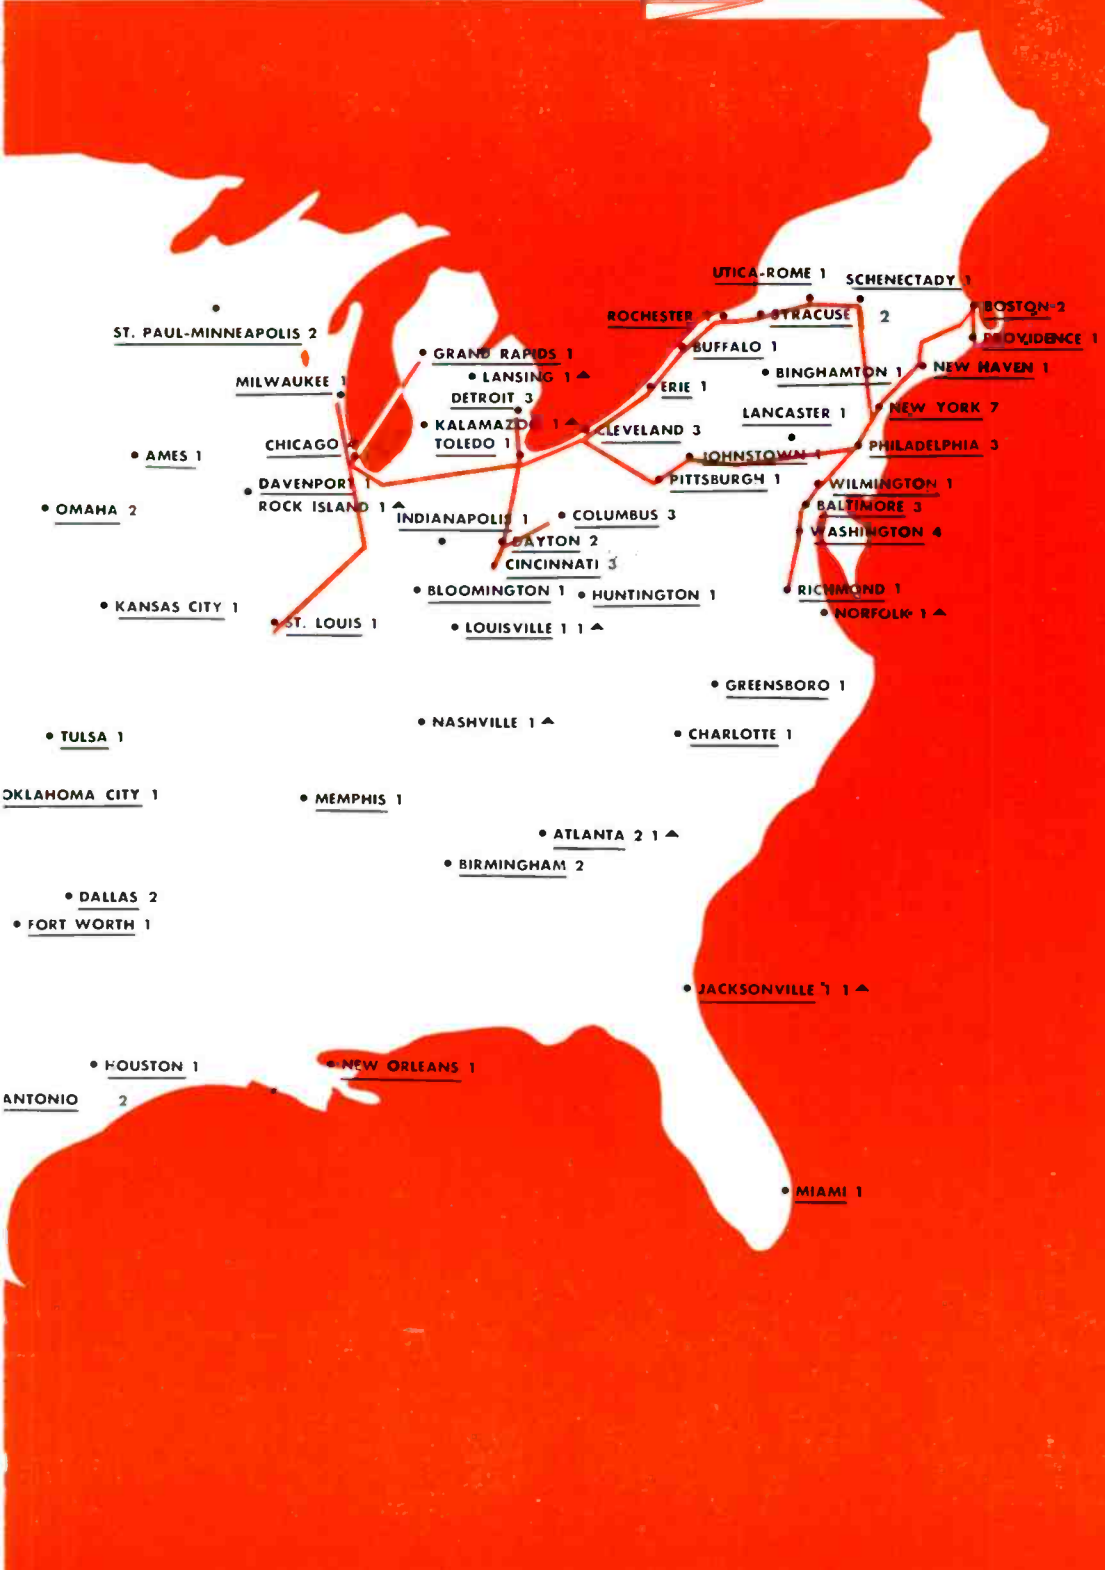 UTICA-ROME 1
SCHENECTADY 1
BOSTON 2
ROCHESTER
SYRACUSE 2
ST. PAUL-MINNEAPOLIS 2
PROVIDENCE 1
BUFFALO 1
GRAND RAPIDS 1
NEW HAVEN 1
BINGHAMTON 1
LANSING 1 ▲
MILWAUKEE 1
ERIE 1
DETROIT 3
NEW YORK 7
LANCASTER 1
KALAMAZOO 1 ▲
CLEVELAND 3
TOLEDO 1
CHICAGO 4
PHILADELPHIA 3
AMES 1
JOHNSTOWN 1
PITTSBURGH 1
DAVENPORT 1
WILMINGTON 1
ROCK ISLAND 1 ▲
BALTIMORE 3
OMAHA 2
COLUMBUS 3
INDIANAPOLIS 1
WASHINGTON 4
DAYTON 2
CINCINNATI 3
BLOOMINGTON 1
RICHMOND 1
HUNTINGTON 1
KANSAS CITY 1
NORFOLK 1 ▲
ST. LOUIS 1
LOUISVILLE 1 1 ▲
GREENSBORO 1
NASHVILLE 1 ▲
CHARLOTTE 1
TULSA 1
OKLAHOMA CITY 1
MEMPHIS 1
ATLANTA 2 1 ▲
BIRMINGHAM 2
DALLAS 2
FORT WORTH 1
JACKSONVILLE 1 1 ▲
HOUSTON 1
NEW ORLEANS 1
ANTONIO 2
MIAMI 1